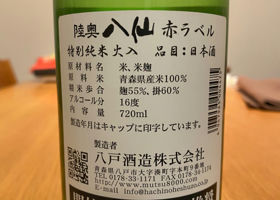 陸奥八仙 赤ラベル
特別純米 火入 品目:日本酒
原材料名 米、米麹
原料米 青森県産米100%
精米歩合 麹55%、掛60%
アルコール分 16度
内容量 720ml
製造年月はキャップに印字しています。
製造者
八戸酒造株式会社
青森県八戸市大字湊町字本町9番地
TEL 0178-33-1171
URL http://www.mutsu8000.com
E-Mail info@hachinohe